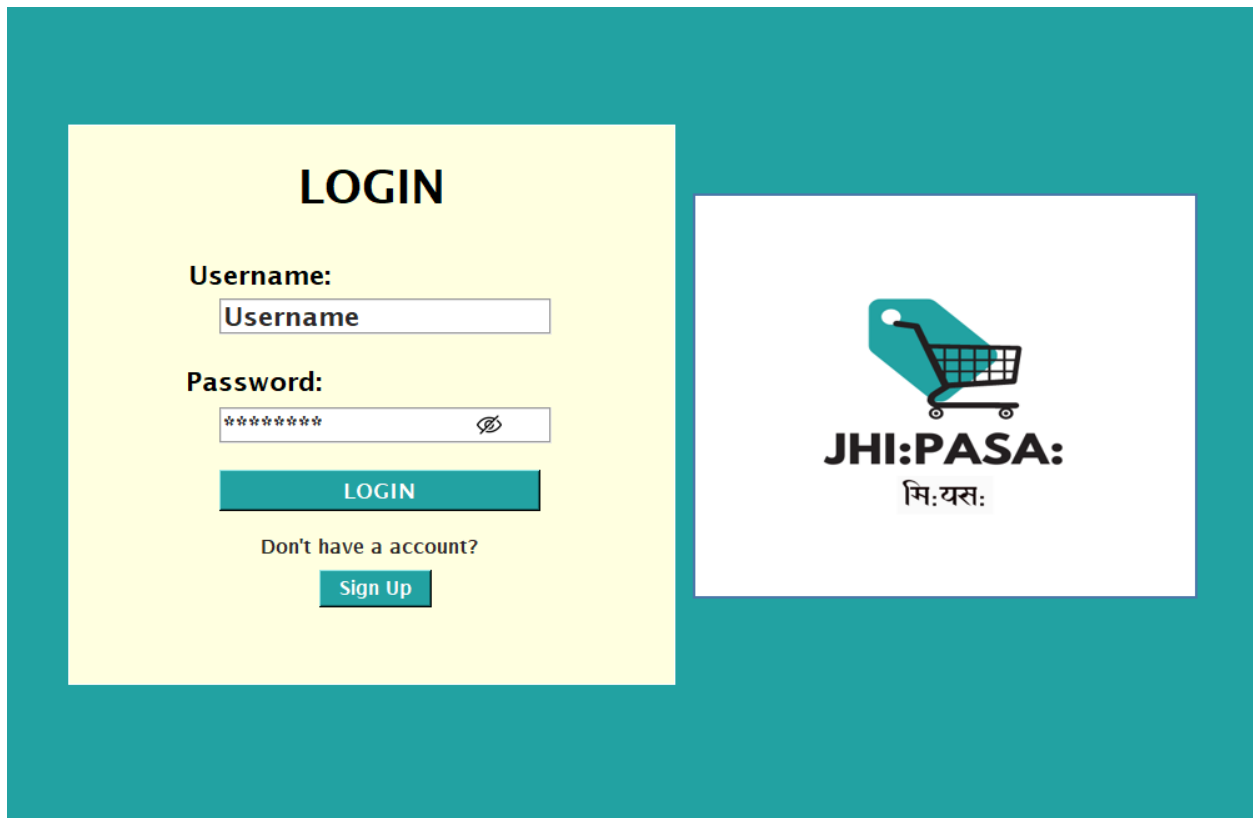 LOGIN
Username:
Username
Password:
********
LOGIN
Don't have a account?
Sign Up
JHI:PASA:
मि:यस: